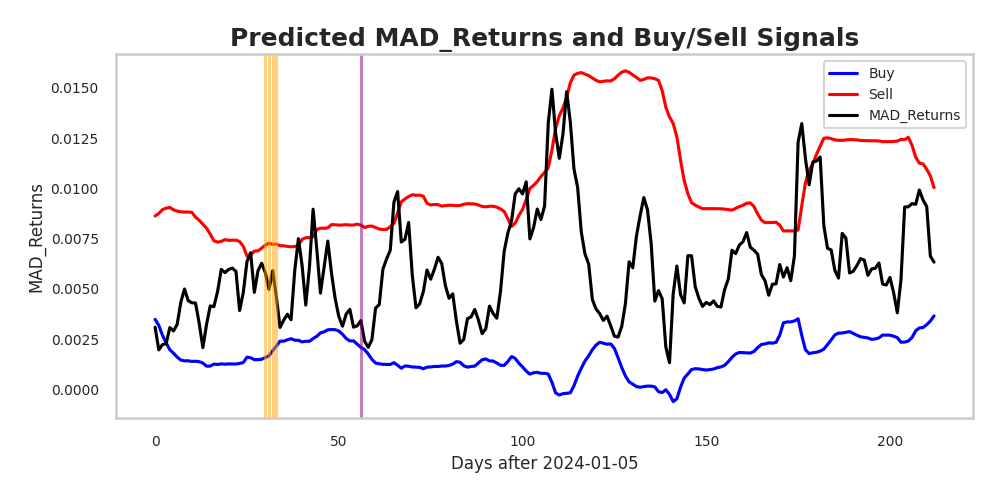 Predicted MAD_Returns and Buy/Sell Signals
Buy
Sell
MAD_Returns
MAD_Returns
0.0150
0.0125
0.0100
0.0075
0.0050
0.0025
0.0000
0 50 100 150 200
Days after 2024-01-05